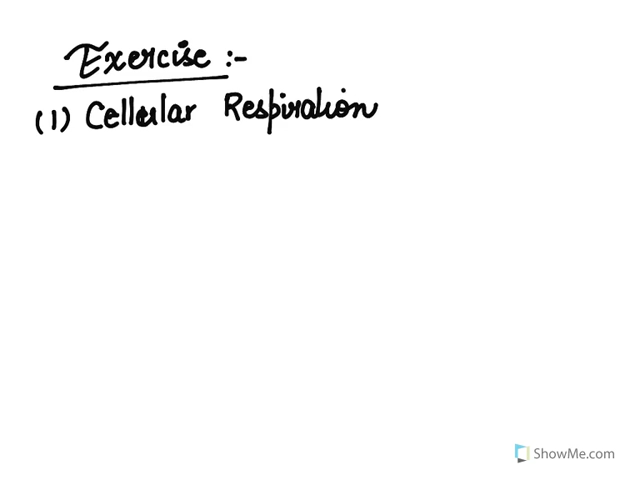 Exercise :-
(1) Cellular Respiration
ShowMe.com